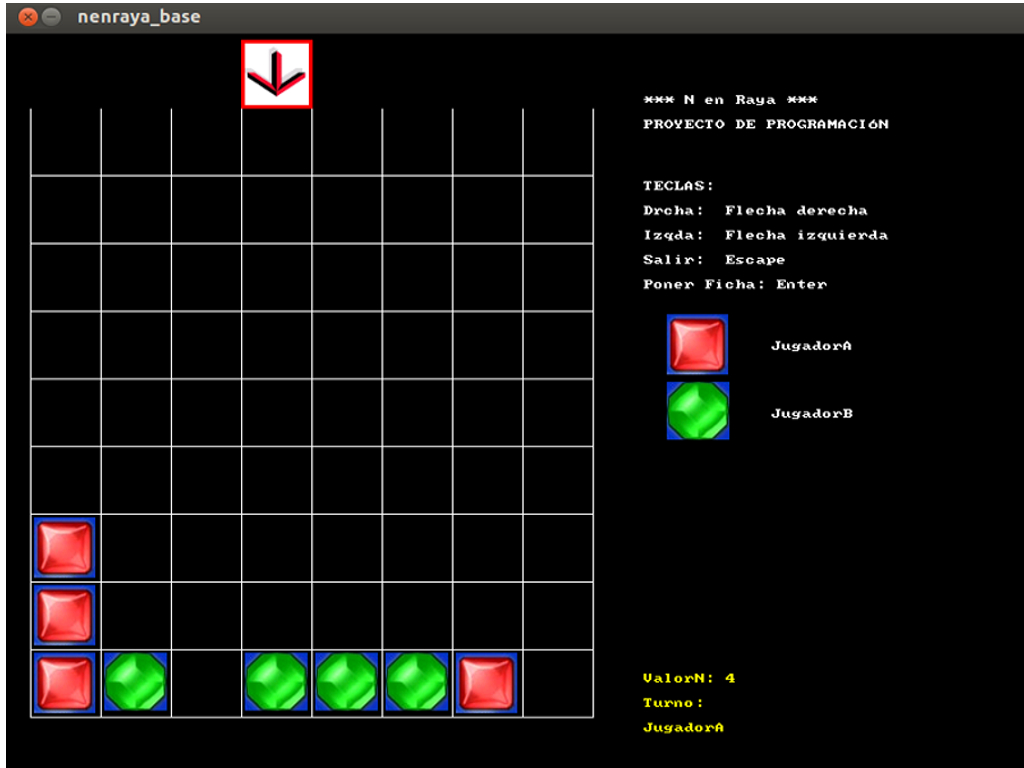 nenraya_base
*** N en Raya ***
PROYECTO DE PROGRAMACIóN
TECLAS:
Drcha: Flecha derecha
Izqda: Flecha izquierda
Salir: Escape
Poner Ficha: Enter
JugadorA
JugadorB
ValorN: 4
Turno:
JugadorA